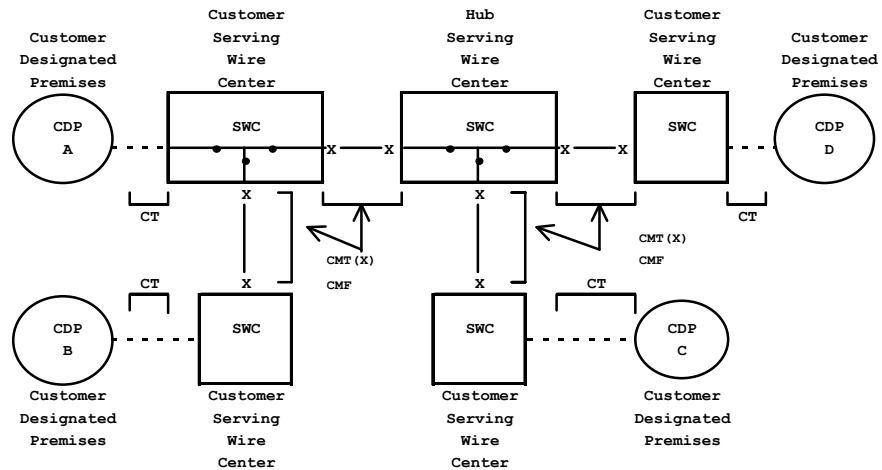 Customer
Serving
Wire
Center
Hub
Serving
Wire
Center
Customer
Serving
Wire
Center
Customer
Designated
Premises
Customer
Designated
Premises
CDP
A
SWC
X
X
SWC
X
X
SWC
CDP
D
CT
X
X
CT
CMT(X)
CMF
CMT(X)
CMF
CT
X
X
CT
CDP
B
SWC
SWC
CDP
C
Customer
Designated
Premises
Customer
Serving
Wire
Center
Customer
Serving
Wire
Center
Customer
Designated
Premises